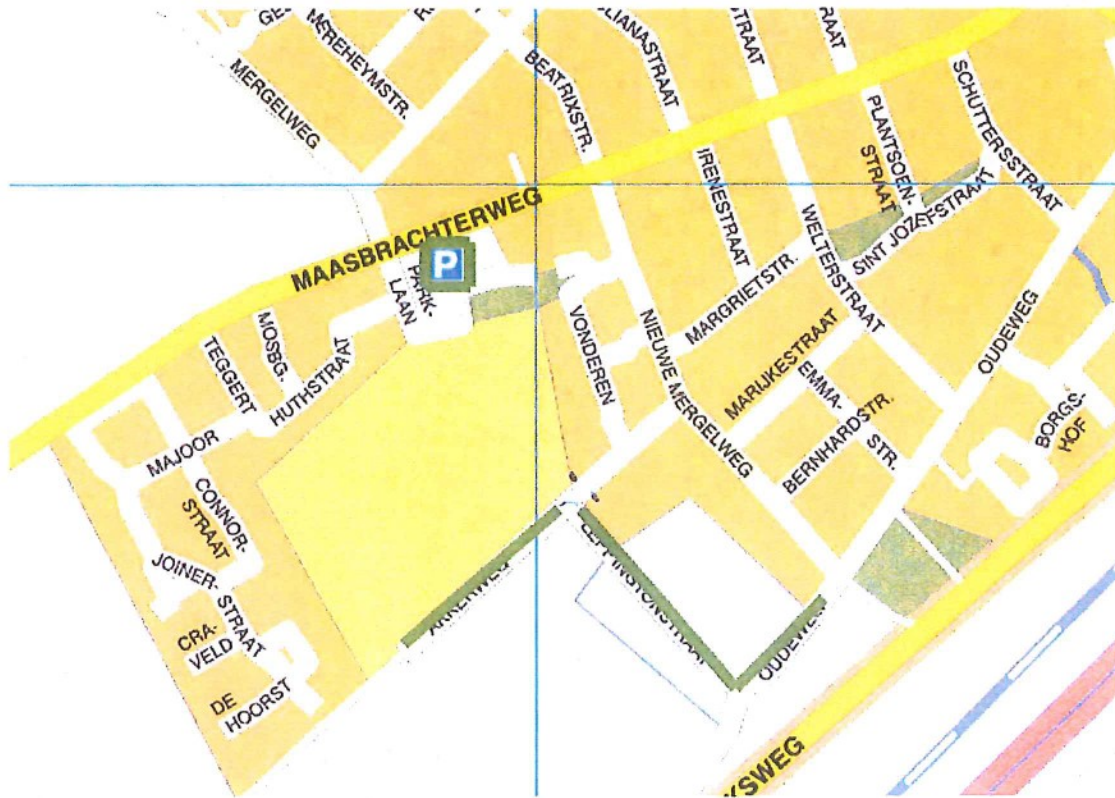 MERGELWEG
BEATRIXSTR.
IRENESTRAAT
PLANTSOEN-
STRAAT
SCHUTTERSSTRAAT
SINT JOZEFSTRAAT
MAASBRACHTERWEG
P
PARK-
LAAN
MARGRIETSTR.
WELTERSTRAAT
OUDEWEG
MOSBG.
TEGGERT
HUTHSTRAAT
MAJOOR
VONDEREN
NIEUWE MERGELWEG
MARIJKESTRAAT
EMMA-
STR.
BERNHARDSTR.
BORGS-
HOF
CONNOR-
STRAAT
JOINER-
STRAAT
CRA-
VELD
DE
HOORST
OUDEWEG